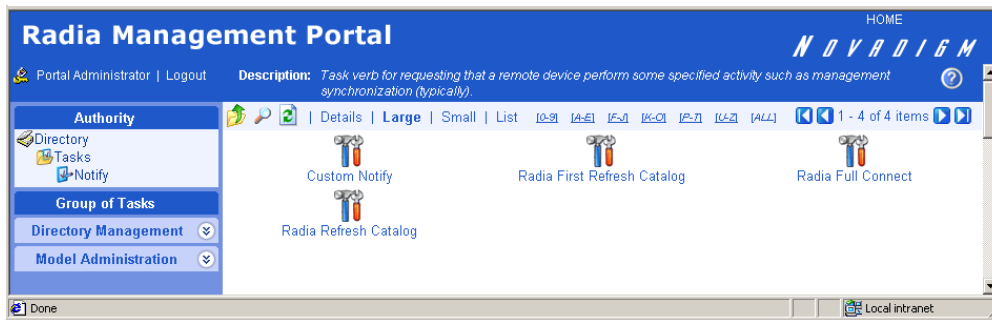 Radia Management Portal
HOME
NOVADIGM
Portal Administrator | Logout
Description: Task verb for requesting that a remote device perform some specified activity such as management
synchronization (typically).
Authority
Directory
Tasks
Notify
Group of Tasks
Directory Management
Model Administration
| Details | Large | Small | List [0-9] [A-E] [F-J] [K-O] [P-T] [U-Z] [ALL] 1 - 4 of 4 items
Custom Notify
Radia First Refresh Catalog
Radia Full Connect
Radia Refresh Catalog
Done
Local intranet